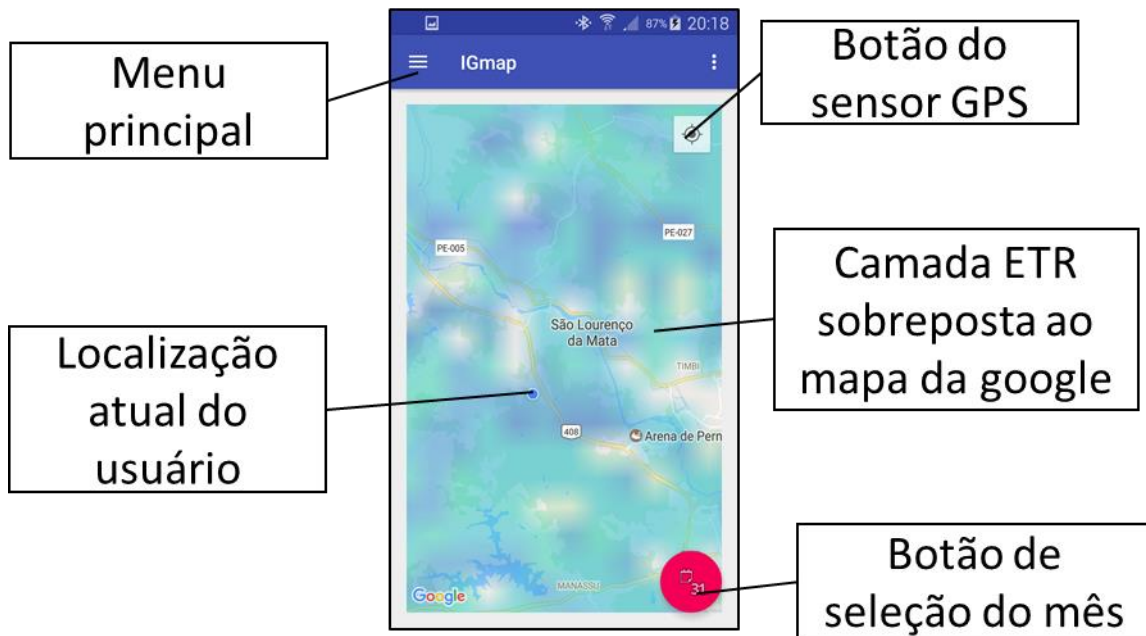 87% 20:18
IGmap
Menu
principal
Botão do
sensor GPS
PE-005
PE-027
São Lourenço
da Mata
TIMBI
Camada ETR
sobreposta ao
mapa da google
Localização
atual do
usuário
408
Arena de Pern
MANASSU
Google
31
Botão de
seleção do mês